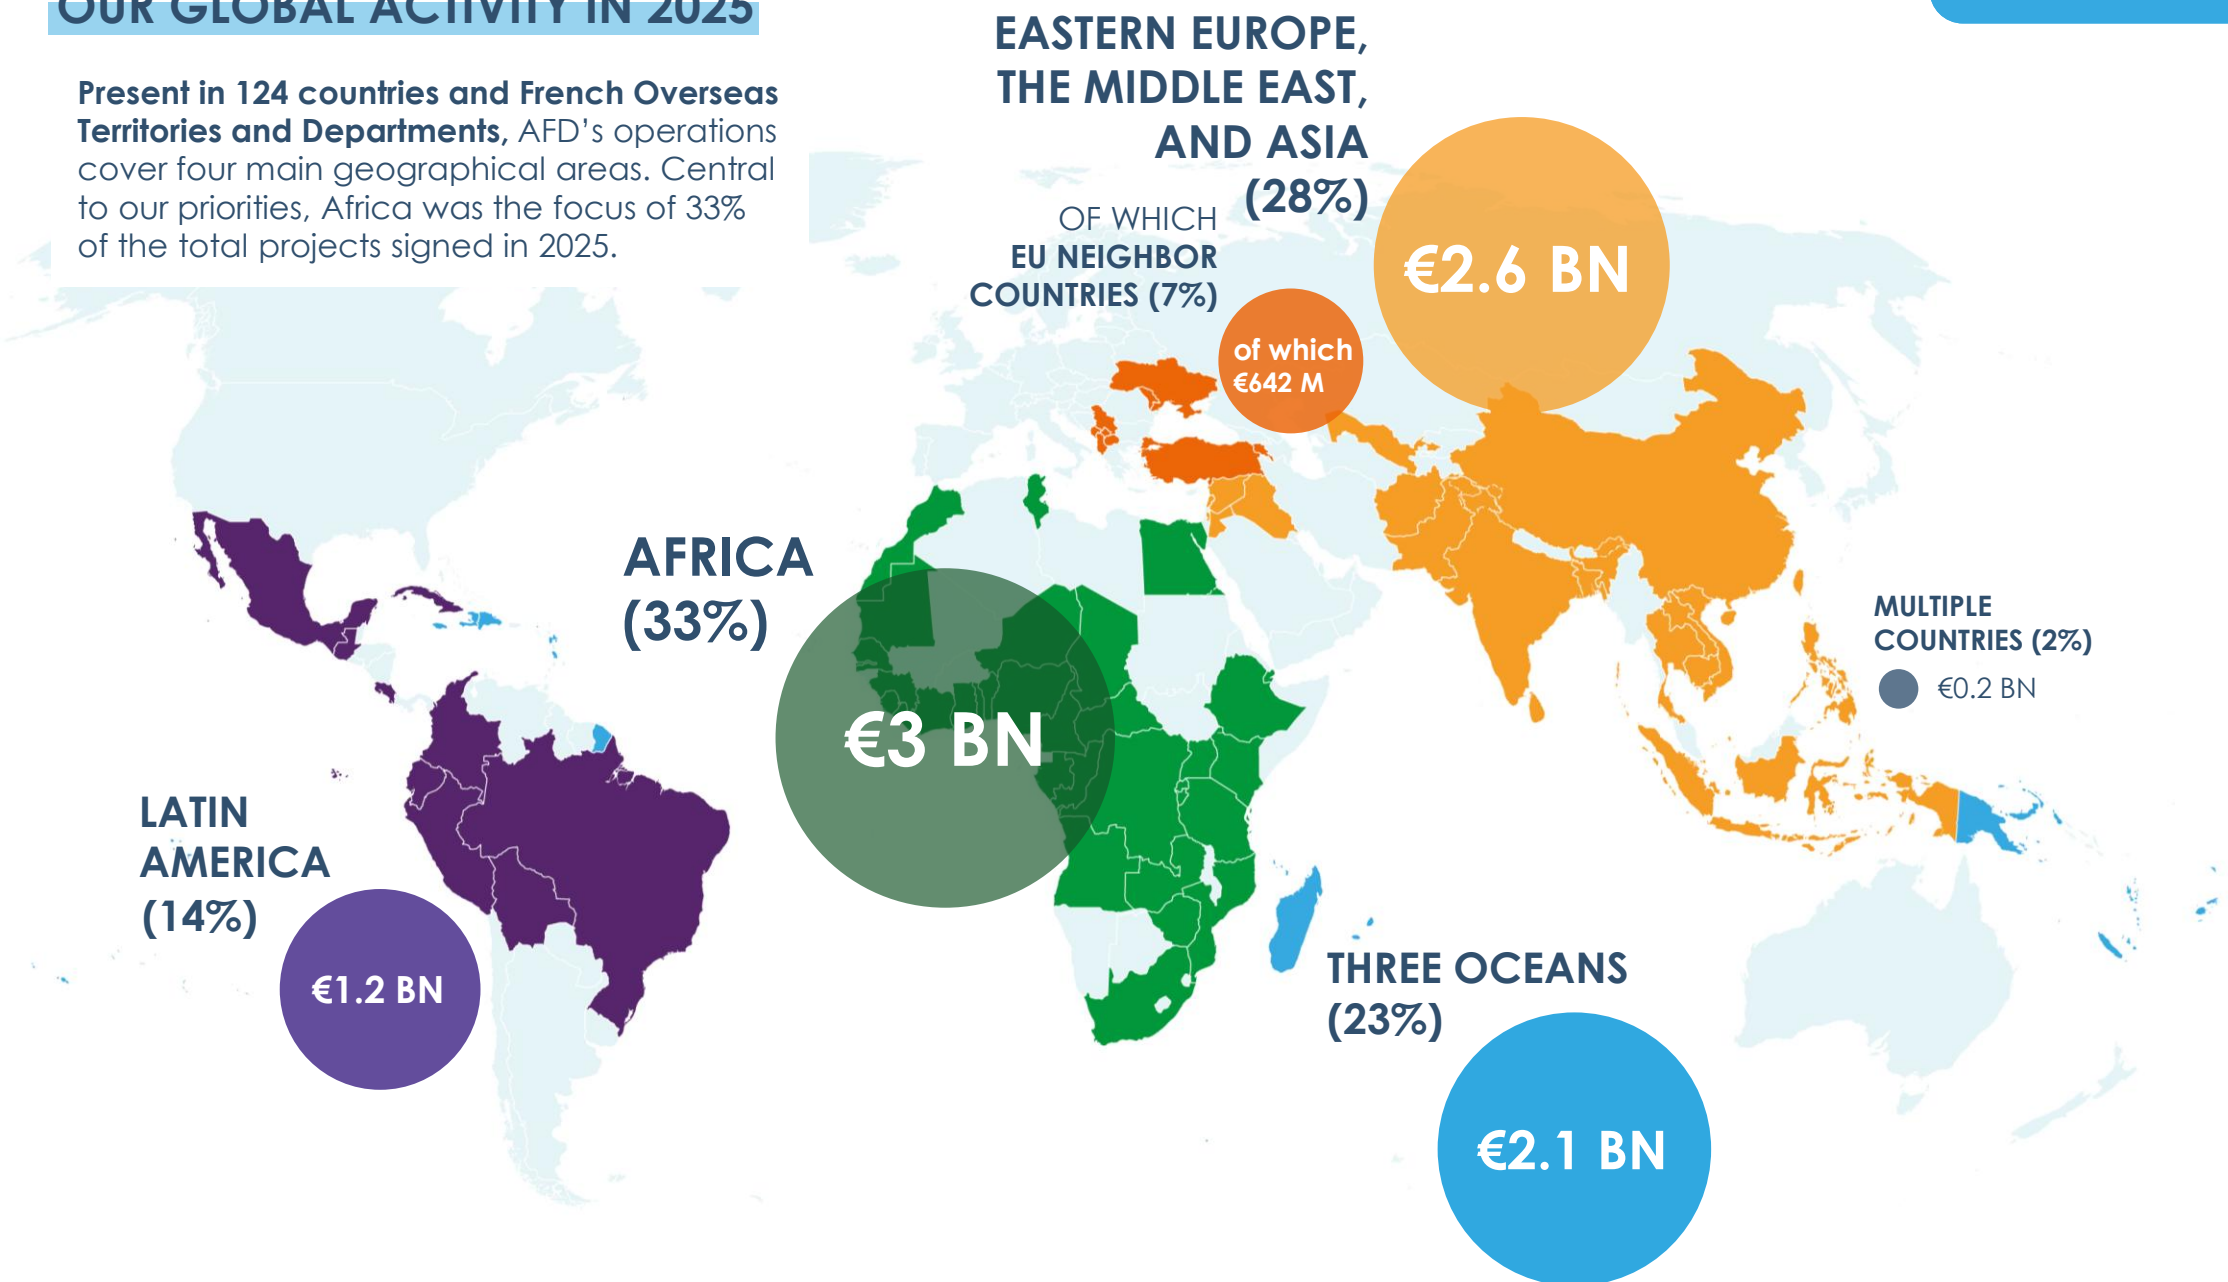 OUR GLOBAL ACTIVITY IN 2025
Present in 124 countries and French Overseas
Territories and Departments, AFD’s operations
cover four main geographical areas. Central
to our priorities, Africa was the focus of 33%
of the total projects signed in 2025.
EASTERN EUROPE,
THE MIDDLE EAST,
AND ASIA
(28%)
€2.6 BN
OF WHICH
EU NEIGHBOR
COUNTRIES (7%)
of which
€642 M
AFRICA
(33%)
€3 BN
MULTIPLE
COUNTRIES (2%)
€0.2 BN
LATIN
AMERICA
(14%)
€1.2 BN
THREE OCEANS
(23%)
€2.1 BN